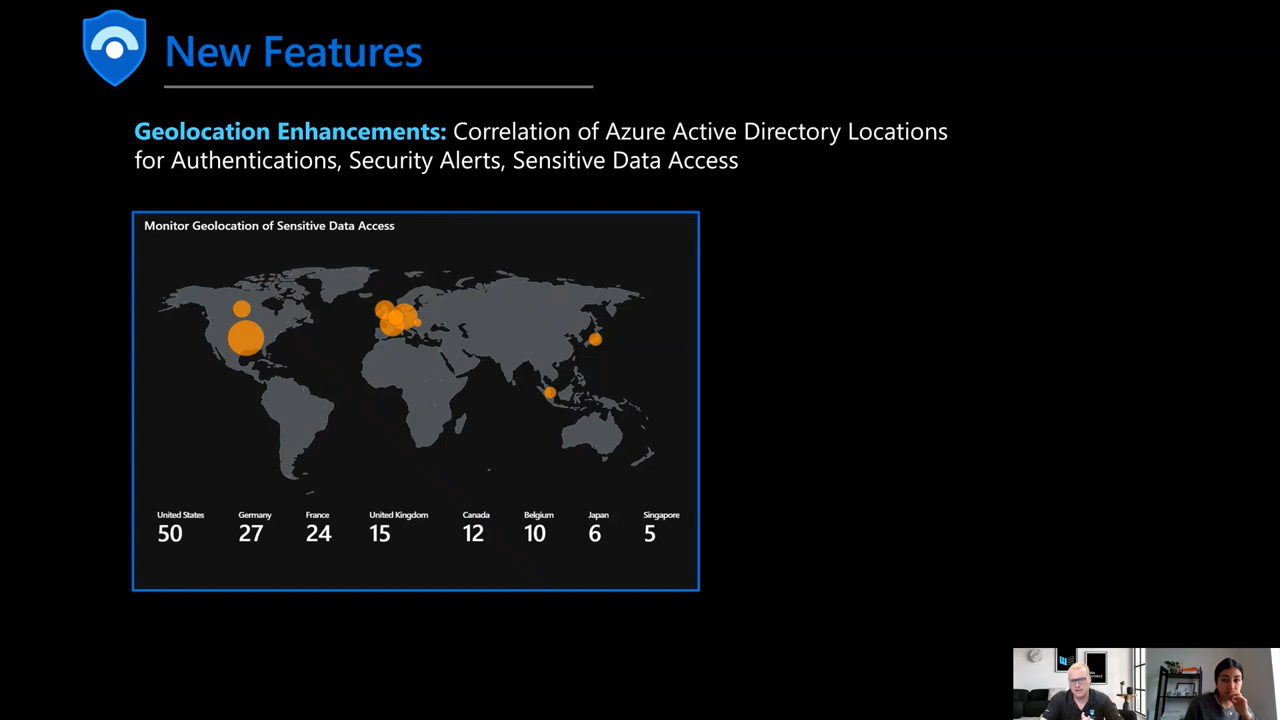 New Features
Geolocation Enhancements: Correlation of Azure Active Directory Locations
for Authentications, Security Alerts, Sensitive Data Access
Monitor Geolocation of Sensitive Data Access
United States Germany France United Kingdom Canada Belgium Japan Singapore
50 27 24 15 12 10 6 5